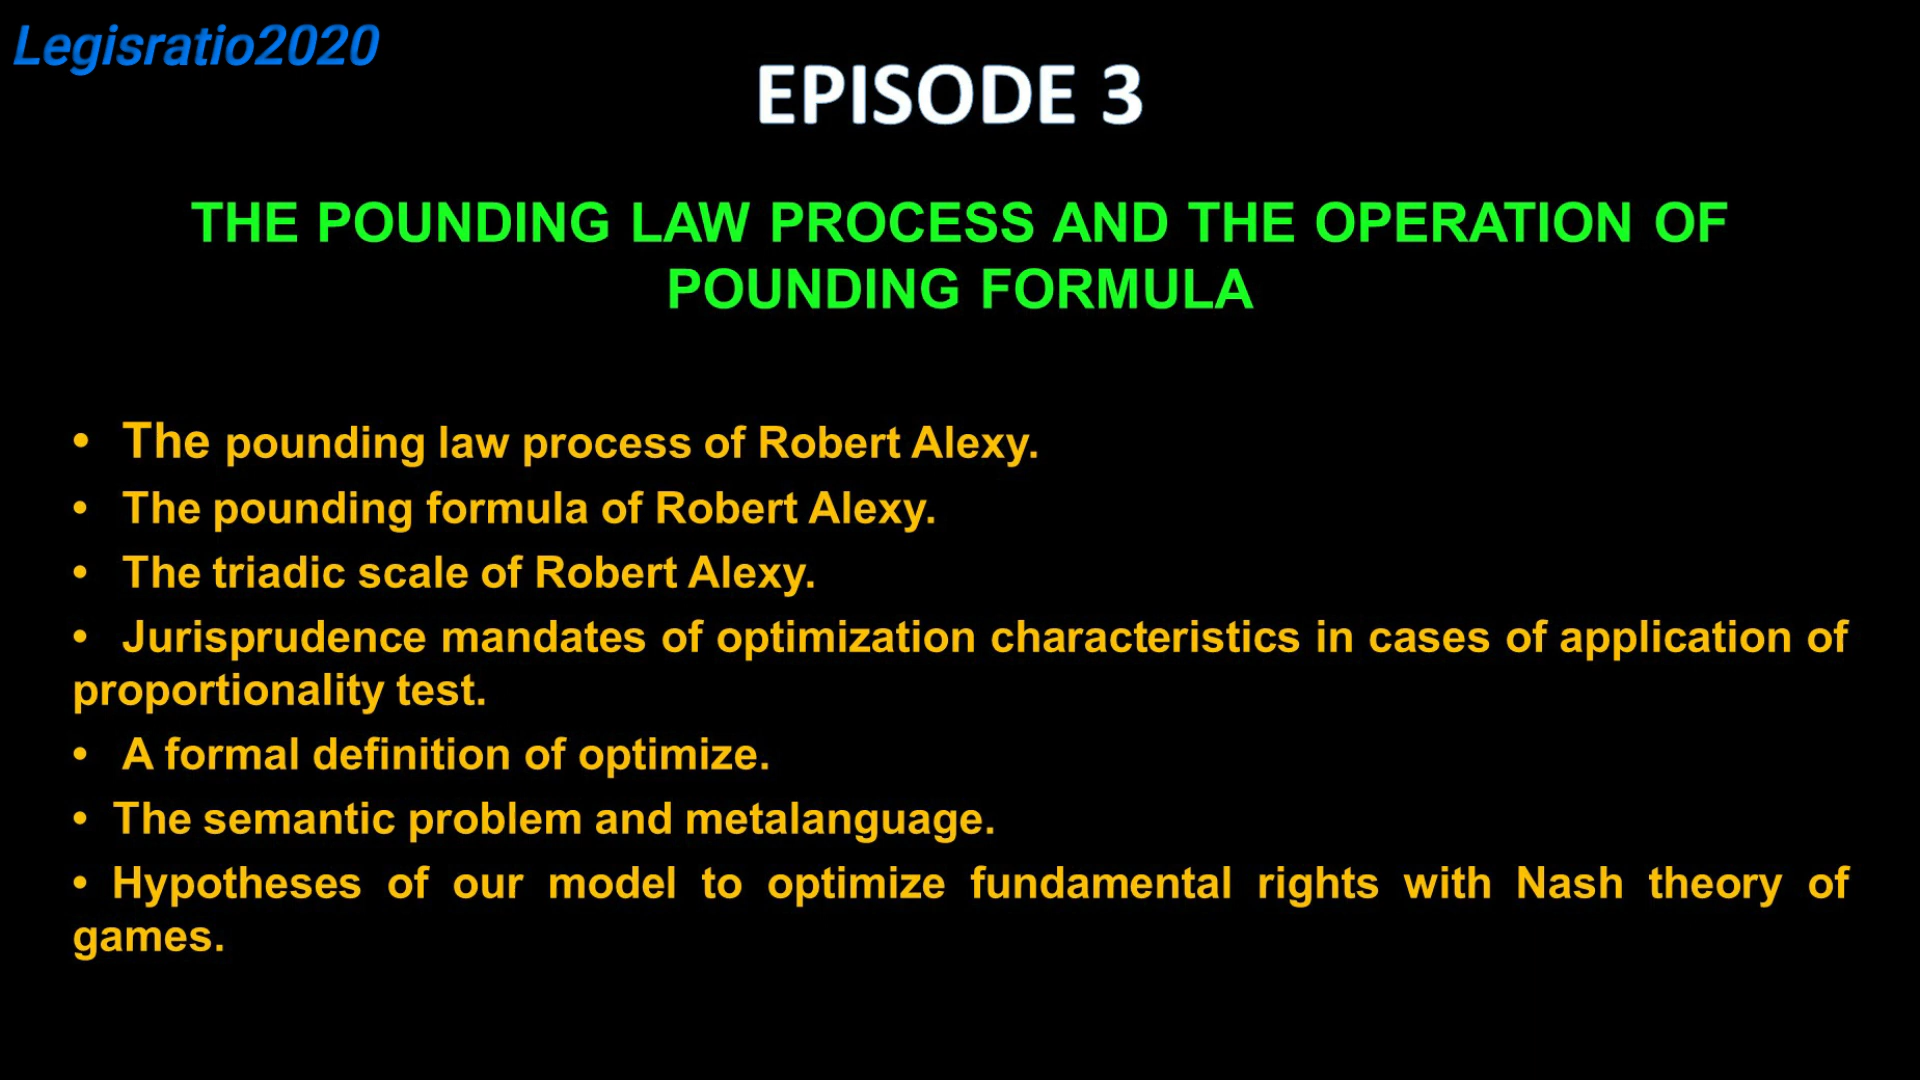 Legisratio2020
EPISODE 3
THE POUNDING LAW PROCESS AND THE OPERATION OF
POUNDING FORMULA
• The pounding law process of Robert Alexy.
• The pounding formula of Robert Alexy.
• The triadic scale of Robert Alexy.
• Jurisprudence mandates of optimization characteristics in cases of application of
proportionality test.
• A formal definition of optimize.
• The semantic problem and metalanguage.
• Hypotheses of our model to optimize fundamental rights with Nash theory of
games.